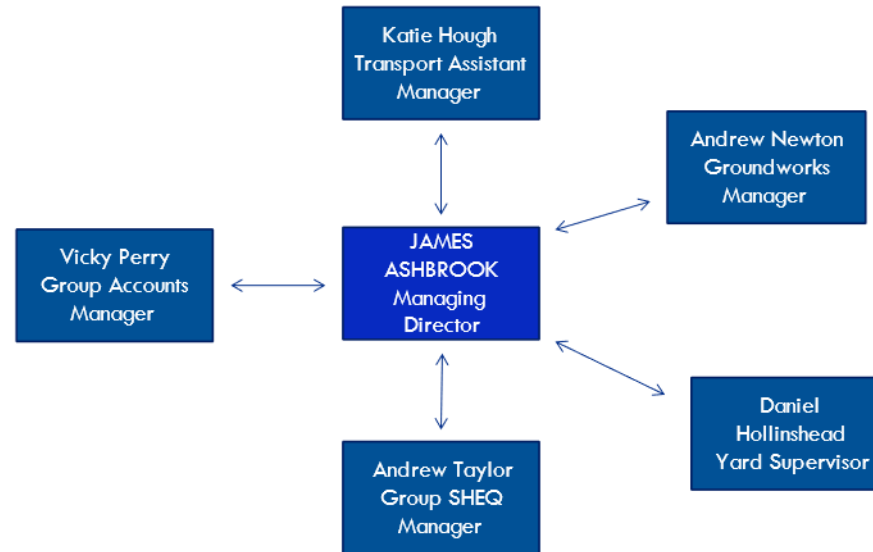 Katie Hough
Transport Assistant
Manager
Andrew Newton
Groundworks
Manager
JAMES
ASHBROOK
Managing
Director
Vicky Perry
Group Accounts
Manager
Daniel
Hollinshead
Yard Supervisor
Andrew Taylor
Group SHEQ
Manager